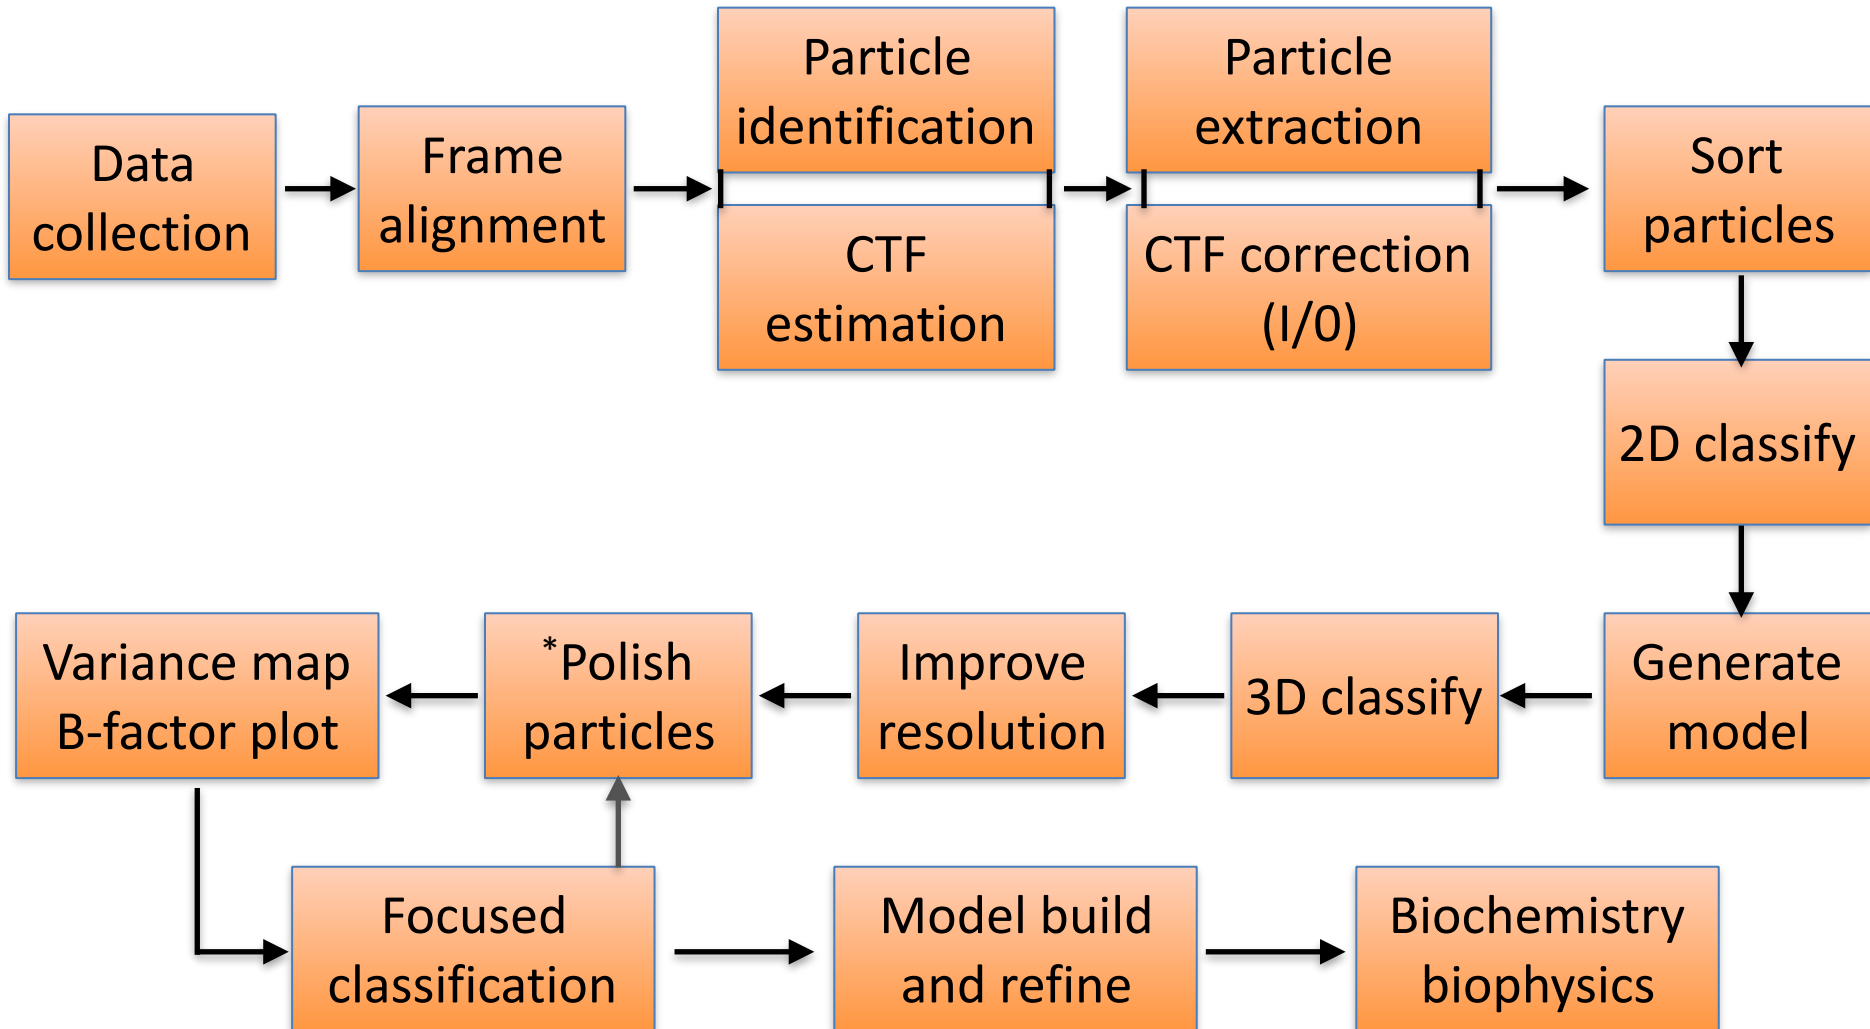 Data
collection
Frame
alignment
Particle
identification
CTF
estimation
Particle
extraction
CTF correction
(I/0)
Sort
particles
2D classify
Generate
model
3D classify
Improve
resolution
*Polish
particles
Variance map
B-factor plot
Focused
classification
Model build
and refine
Biochemistry
biophysics